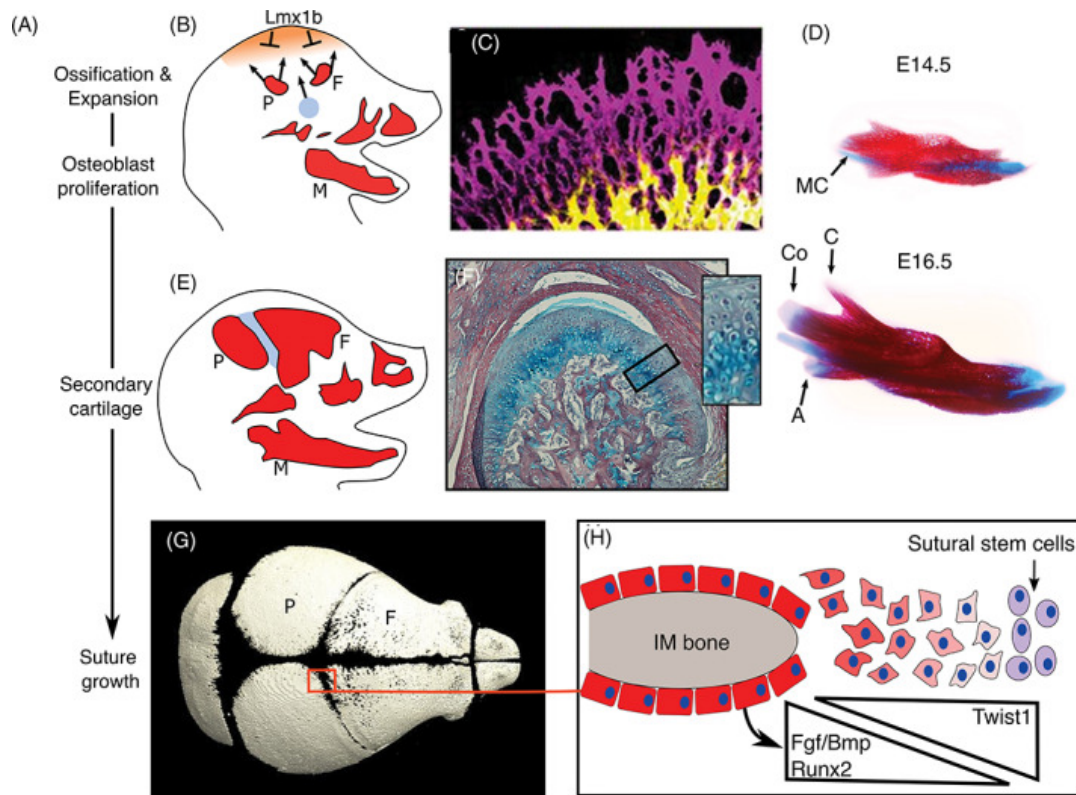 (A)
Ossification &
Expansion
Osteoblast
proliferation
Secondary
cartilage
Suture
growth
(B)
Lmx1b
P
F
M
(C)
(D)
E14.5
MC
Co
C
E16.5
A
(E)
P
F
M
(G)
P
F
(H)
Sutural stem cells
IM bone
Twist1
Fgf/Bmp
Runx2